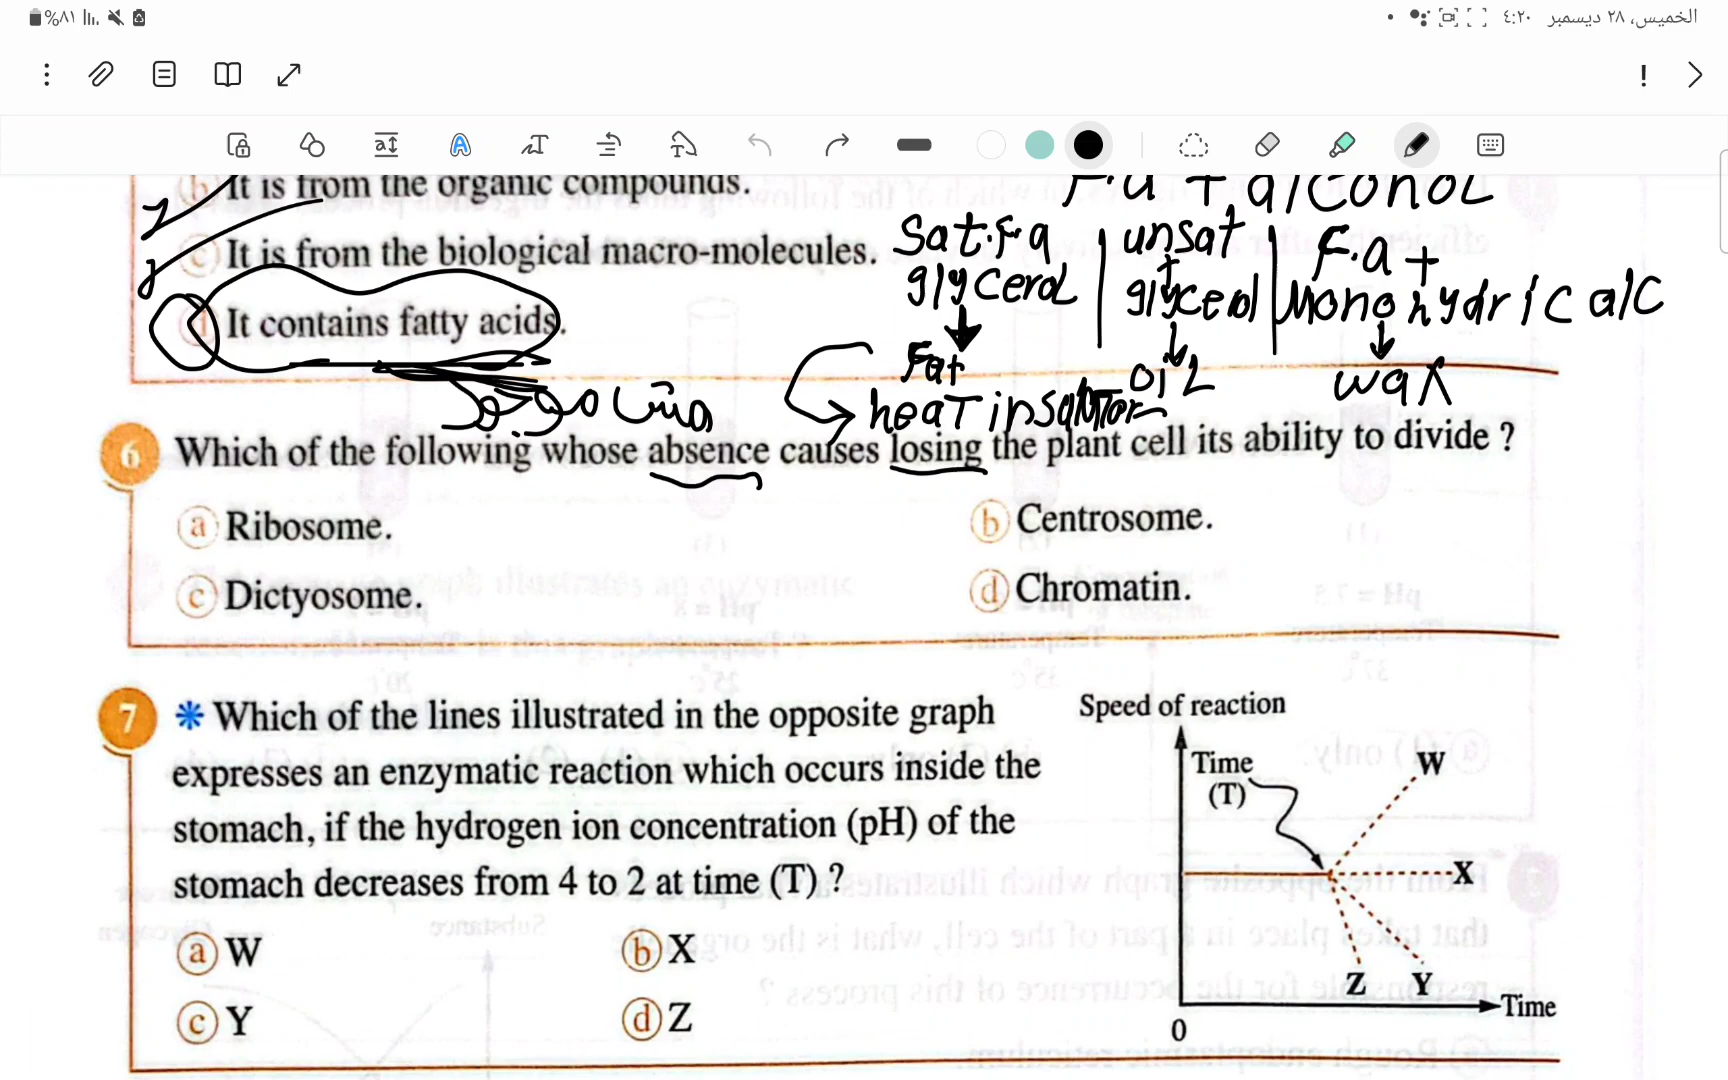 %٨١
الخميس، ٢٨ ديسمبر ٤:٢٠
b It is from the organic compounds.
F.a + alcohol
c It is from the biological macro-molecules.
d It contains fatty acids.
sat.F.a
glycerol
Fat
heat insulator
unsat
+
glycerol
oil
F.a +
Monohydric alc
wax
6 Which of the following whose absence causes losing the plant cell its ability to divide ?
a Ribosome.
b Centrosome.
c Dictyosome.
d Chromatin.
7 * Which of the lines illustrated in the opposite graph
expresses an enzymatic reaction which occurs inside the
stomach, if the hydrogen ion concentration (pH) of the
stomach decreases from 4 to 2 at time (T) ?
a W
b X
c Y
d Z
Speed of reaction
Time
(T)
W
X
Z
Y
Time
0